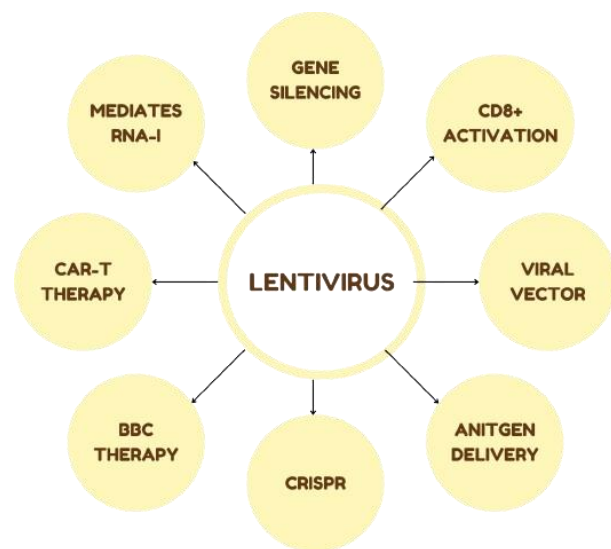 GENE
SILENCING
MEDIATES
RNA-I
CD8+
ACTIVATION
CAR-T
THERAPY
LENTIVIRUS
VIRAL
VECTOR
BBC
THERAPY
CRISPR
ANITGEN
DELIVERY